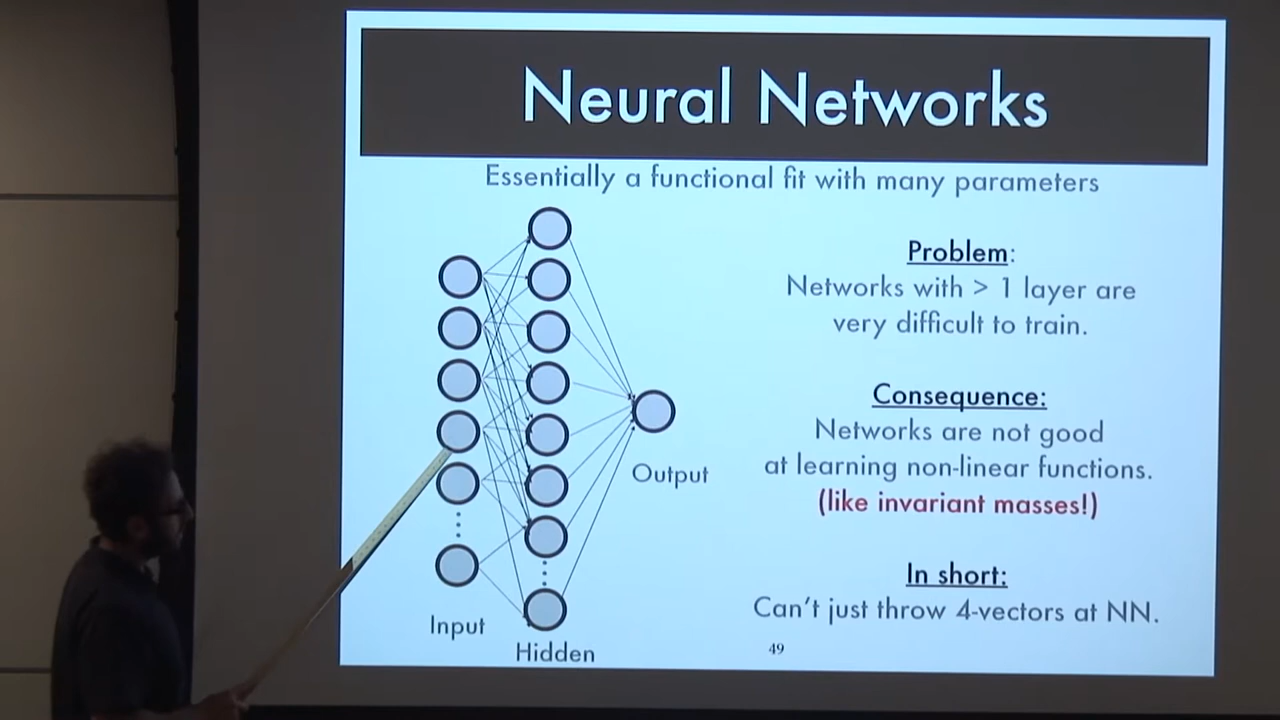 Neural Networks
Essentially a functional fit with many parameters
Problem:
Networks with > 1 layer are
very difficult to train.
Consequence:
Networks are not good
at learning non-linear functions.
(like invariant masses!)
In short:
Can't just throw 4-vectors at NN.
Output
Input
Hidden
49